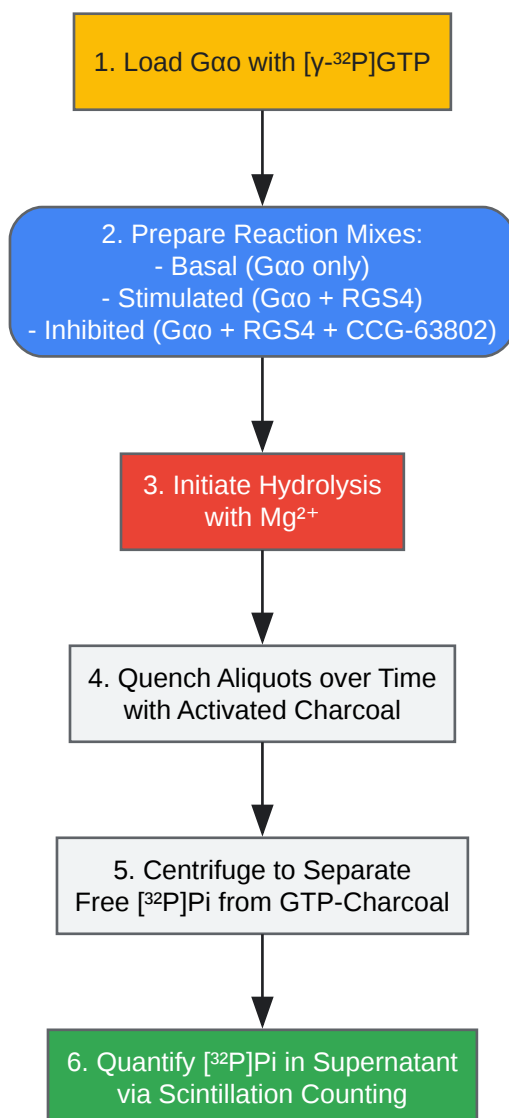 1. Load Gαo with [γ-³²P]GTP
2. Prepare Reaction Mixes:
- Basal (Gαo only)
- Stimulated (Gαo + RGS4)
- Inhibited (Gαo + RGS4 + CCG-63802)
3. Initiate Hydrolysis
with Mg²⁺
4. Quench Aliquots over Time
with Activated Charcoal
5. Centrifuge to Separate
Free [³²P]Pi from GTP-Charcoal
6. Quantify [³²P]Pi in Supernatant
via Scintillation Counting